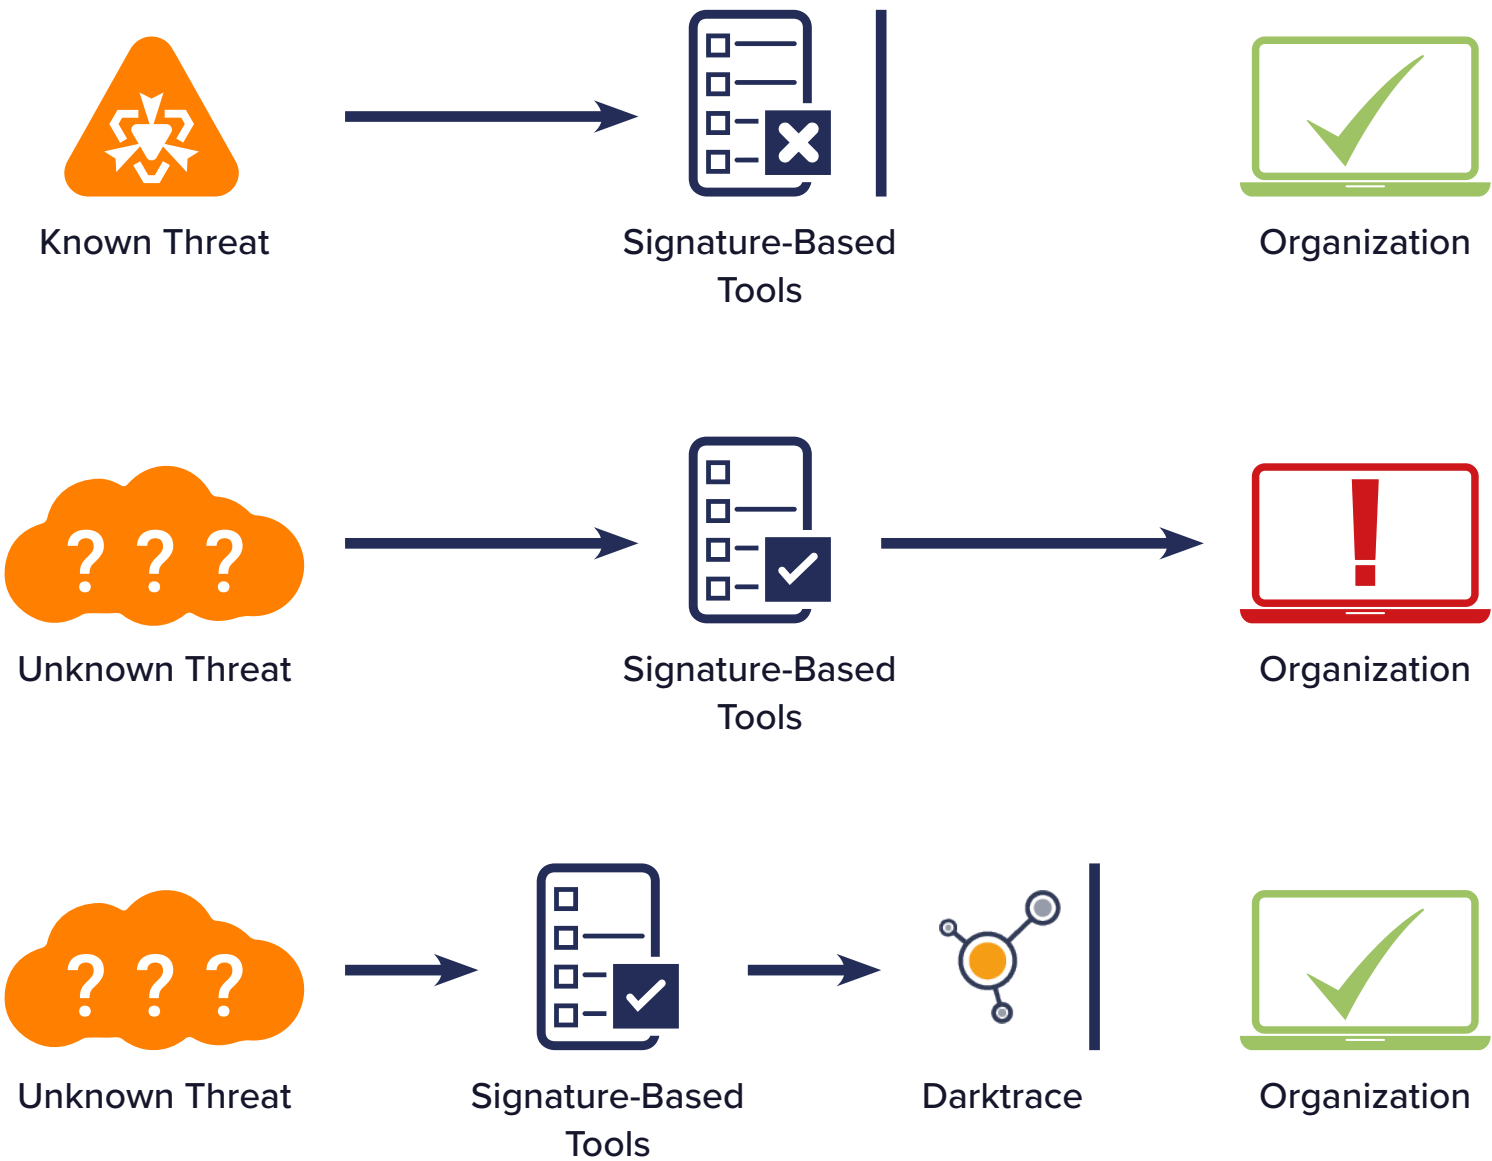 Known Threat
Signature-Based
Tools
Organization
? ? ?
Unknown Threat
Signature-Based
Tools
!
Organization
? ? ?
Unknown Threat
Signature-Based
Tools
Darktrace
Organization